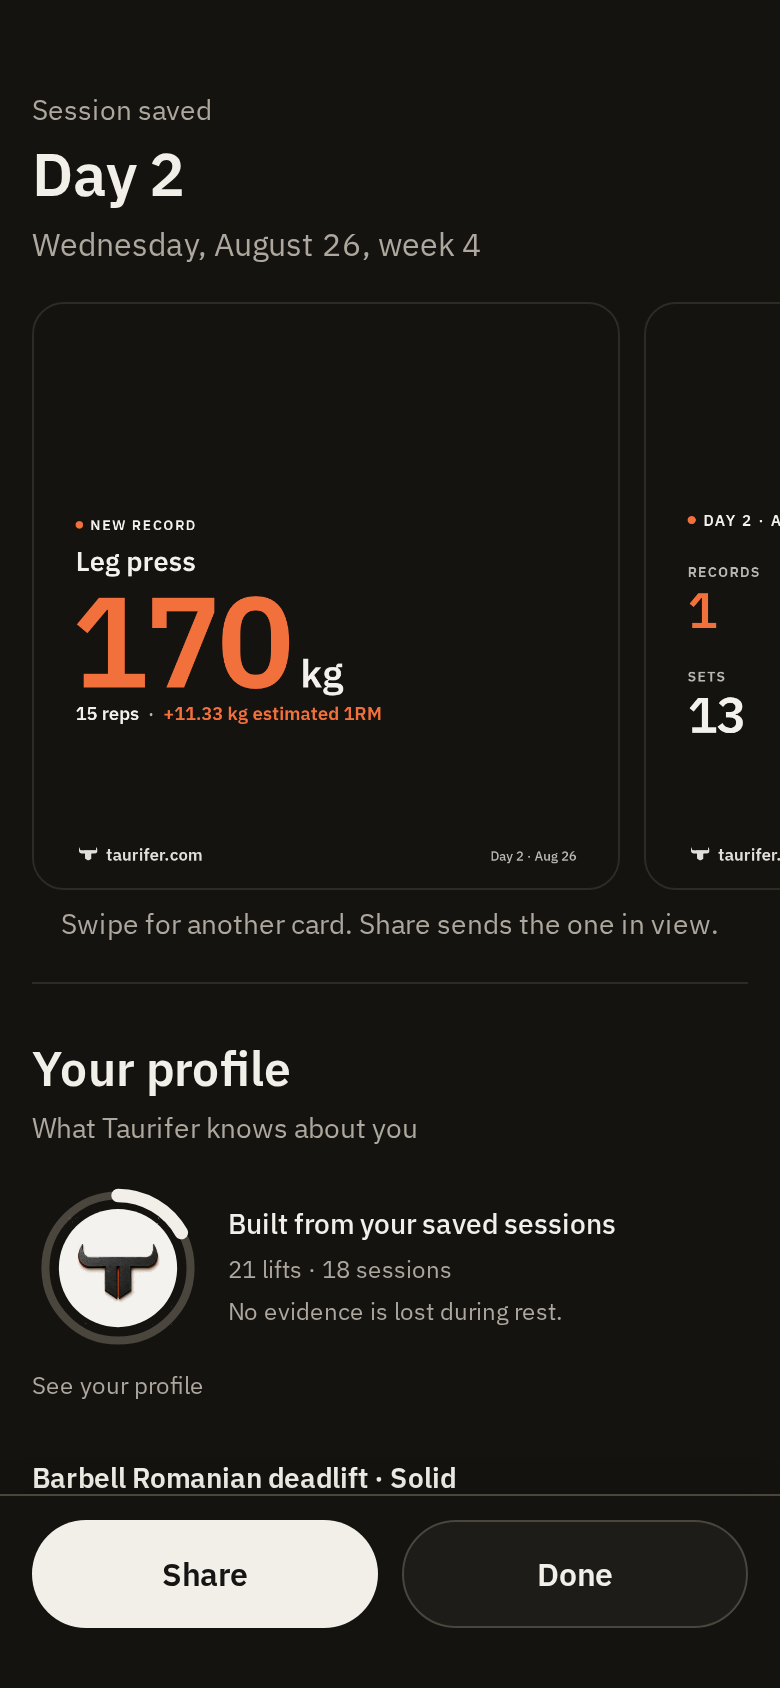 Session saved
Day 2
Wednesday, August 26, week 4
NEW RECORD
Leg press
170 kg
15 reps · +11.33 kg estimated 1RM
taurifer.com
Day 2 · Aug 26
DAY 2 · A
RECORDS
1
SETS
13
taurifer.
Swipe for another card. Share sends the one in view.
Your profile
What Taurifer knows about you
Built from your saved sessions
21 lifts · 18 sessions
No evidence is lost during rest.
See your profile
Barbell Romanian deadlift · Solid
Share
Done